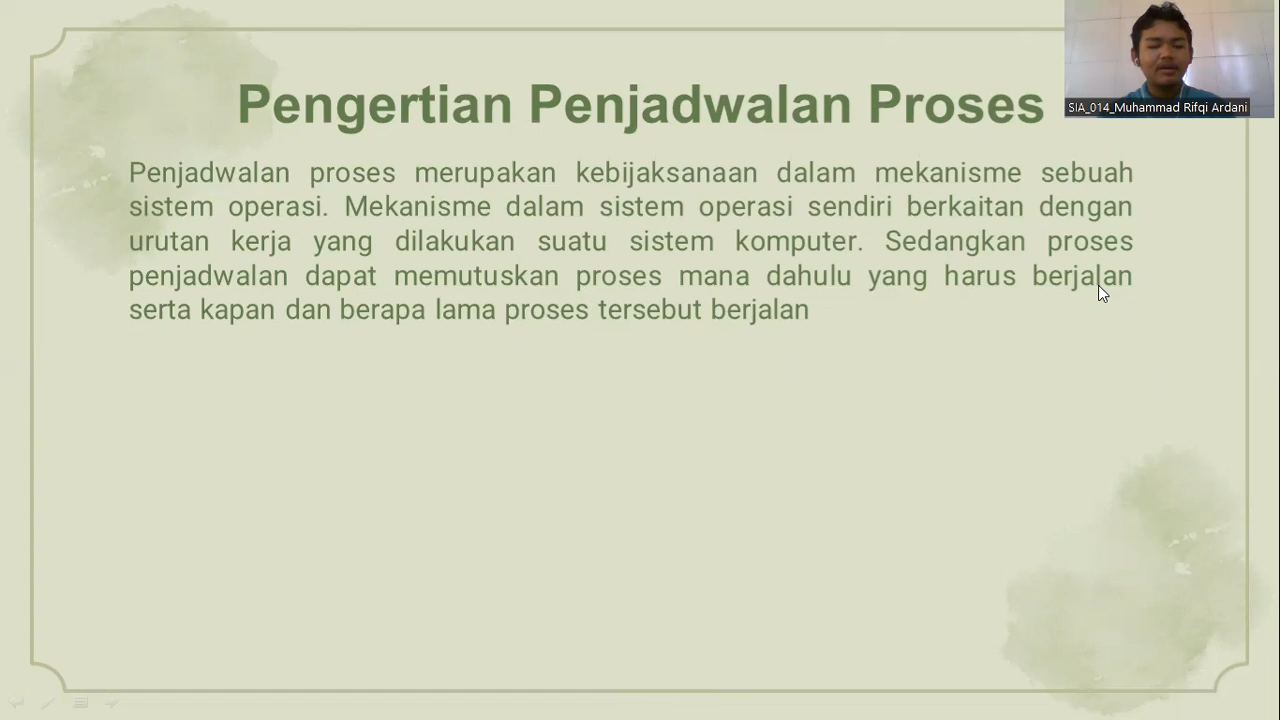 Pengertian Penjadwalan Proses
SIA_014_Muhammad Rifqi Ardani
Penjadwalan proses merupakan kebijaksanaan dalam mekanisme sebuah
sistem operasi. Mekanisme dalam sistem operasi sendiri berkaitan dengan
urutan kerja yang dilakukan suatu sistem komputer. Sedangkan proses
penjadwalan dapat memutuskan proses mana dahulu yang harus berjalan
serta kapan dan berapa lama proses tersebut berjalan